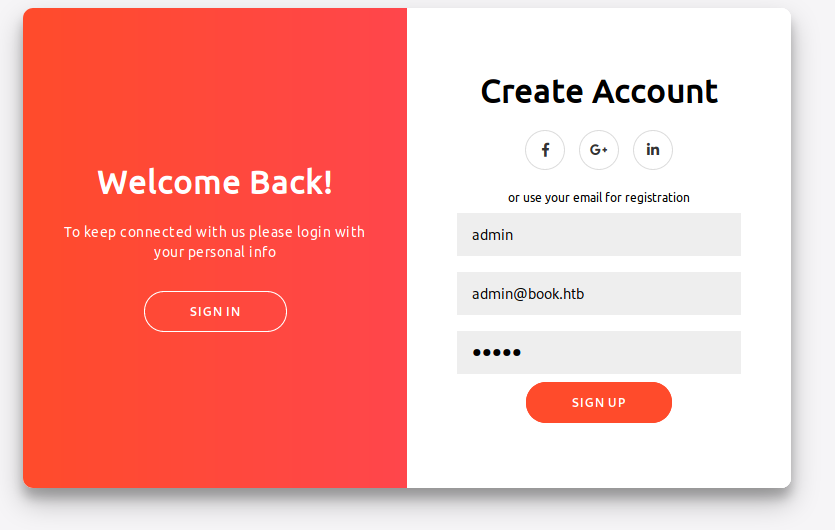 Welcome Back!
To keep connected with us please login with
your personal info
SIGN IN
Create Account
f
G+
in
or use your email for registration
admin
admin@book.htb
●●●●●
SIGN UP